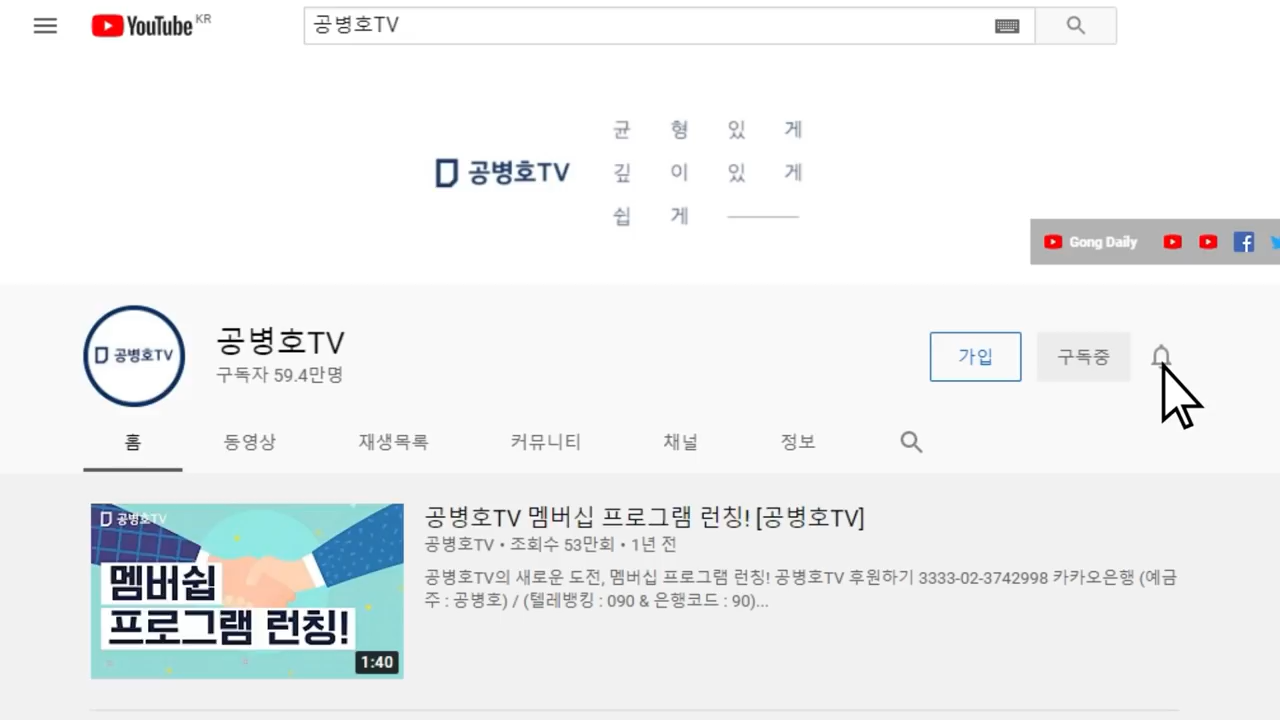 YouTube KR
공병호TV
균형있게
공병호TV 깊이있게
쉽게
Gong Daily
공병호TV
공병호TV
구독자 59.4만명
가입 구독중
홈 동영상 재생목록 커뮤니티 채널 정보
공병호TV
멤버쉽
프로그램 런칭!
1:40
공병호TV 멤버십 프로그램 런칭! [공병호TV]
공병호TV • 조회수 53만회 • 1년 전
공병호TV의 새로운 도전, 멤버십 프로그램 런칭! 공병호TV 후원하기 3333-02-3742998 카카오은행 (예금
주 : 공병호) / (텔레뱅킹 : 090 & 은행코드 : 90)...